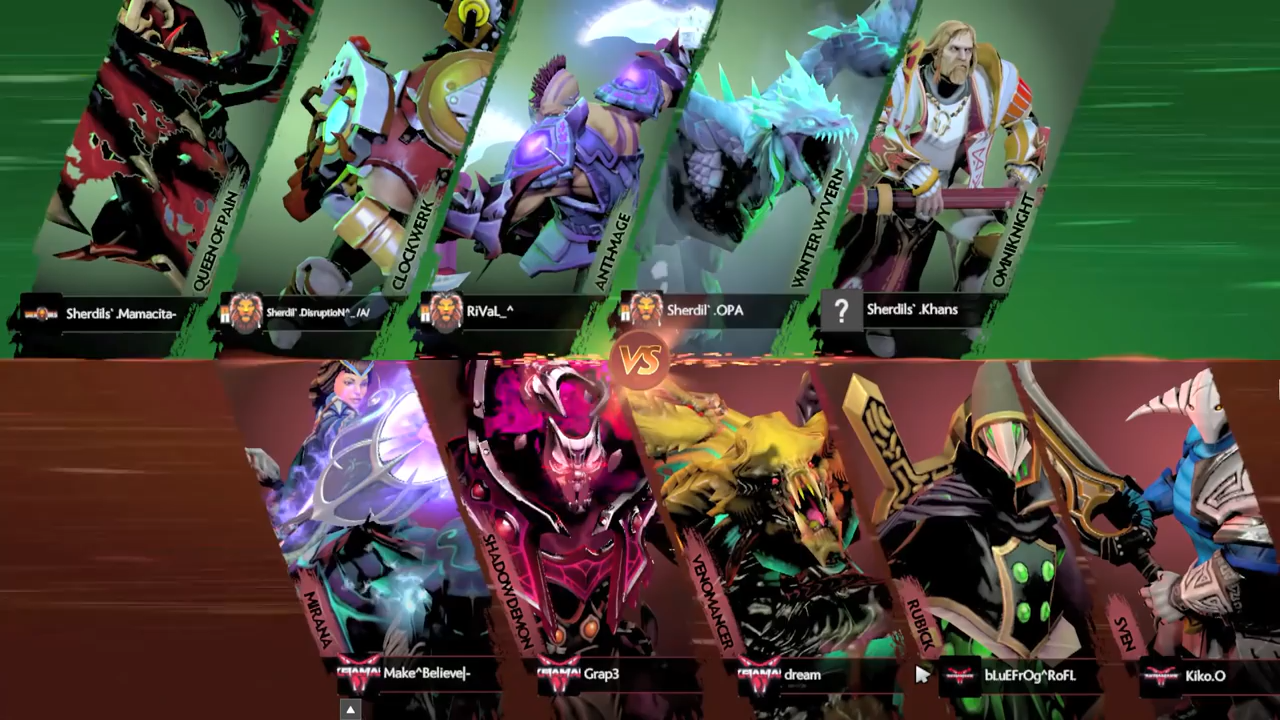 QUEEN OF PAIN
CLOCKWERK
ANTI-MAGE
WINTER WYVERN
OMNIKNIGHT
Sherdils`.Mamacita-
Sherdil`.DisruptioN^_/A/
RiVaL_^
Sherdil`.OPA
?
Sherdils`.Khans
VS
MIRANA
SHADOW DEMON
VENOMANCER
RUBICK
SVEN
Make^Believe|-
Grap3
dream
bLuEFrOg^RoFL
Kiko.O